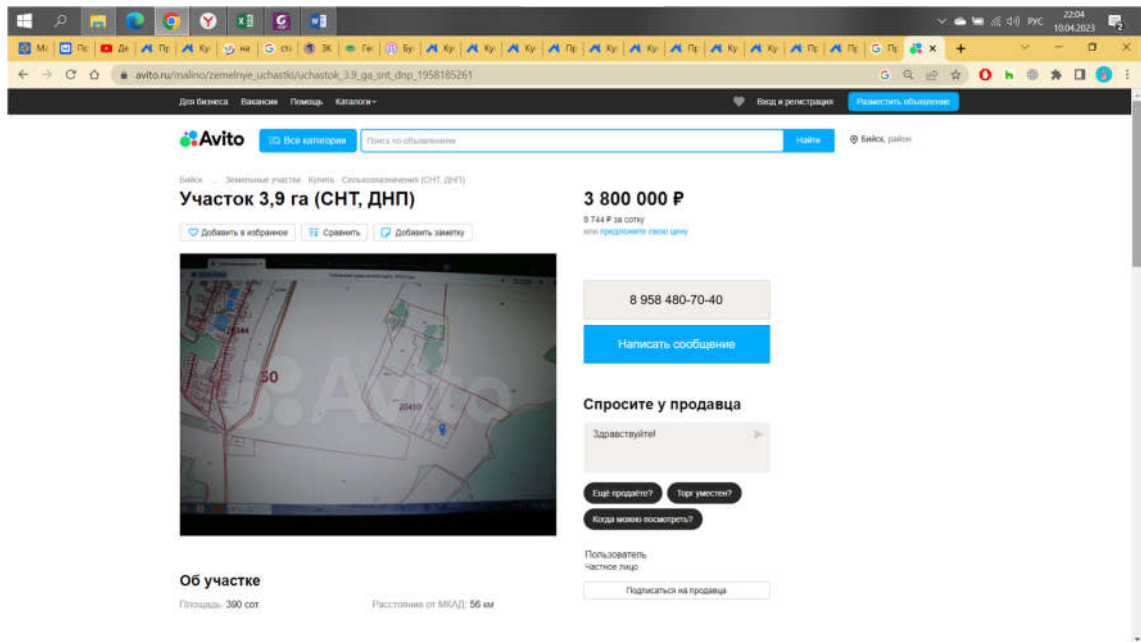 22:04
РУС
10.04.2023
avito.ru/malino/zemelnye_uchastki/uchastok_3.9_ga_snt_dnp_1958185261
Для бизнеса Вакансии Помощь Каталоги
Вход и регистрация
Разместить объявление
Avito
Все категории
Поиск по объявлениям
Найти
Бийск, район
Бийск ... Земельные участки Купить Сельхозназначения (СНТ, ДНП)
Участок 3,9 га (СНТ, ДНП)
3 800 000 ₽
9 744 ₽ за сотку
или предложите свою цену
Добавить в избранное
Сравнить
Добавить заметку
50
20410
Avito
8 958 480-70-40
Написать сообщение
Спросите у продавца
Здравствуйте!
Ещё продаёте?
Торг уместен?
Когда можно посмотреть?
Пользователь
Частное лицо
Подписаться на продавца
Об участке
Площадь: 390 сот.
Расстояние от МКАД: 56 км